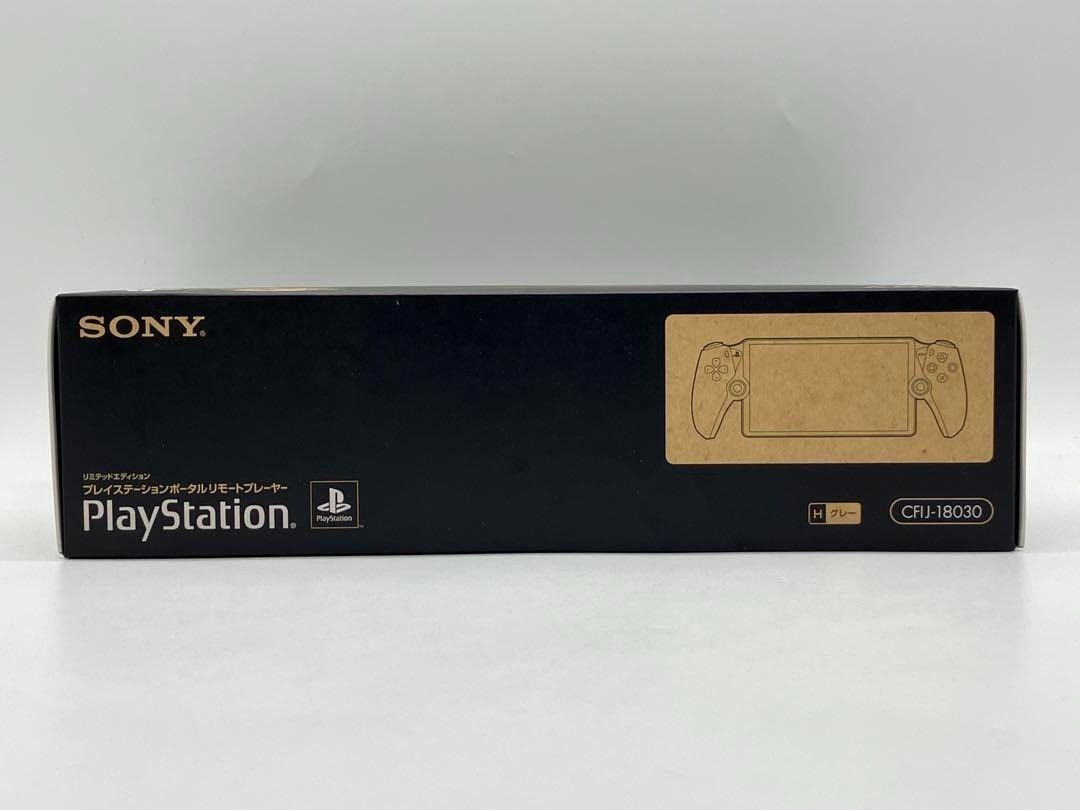 SONY®
リミテッドエディション
プレイステーションポータルリモートプレーヤー
PlayStation®
PlayStation™
H グレー
CFIJ-18030